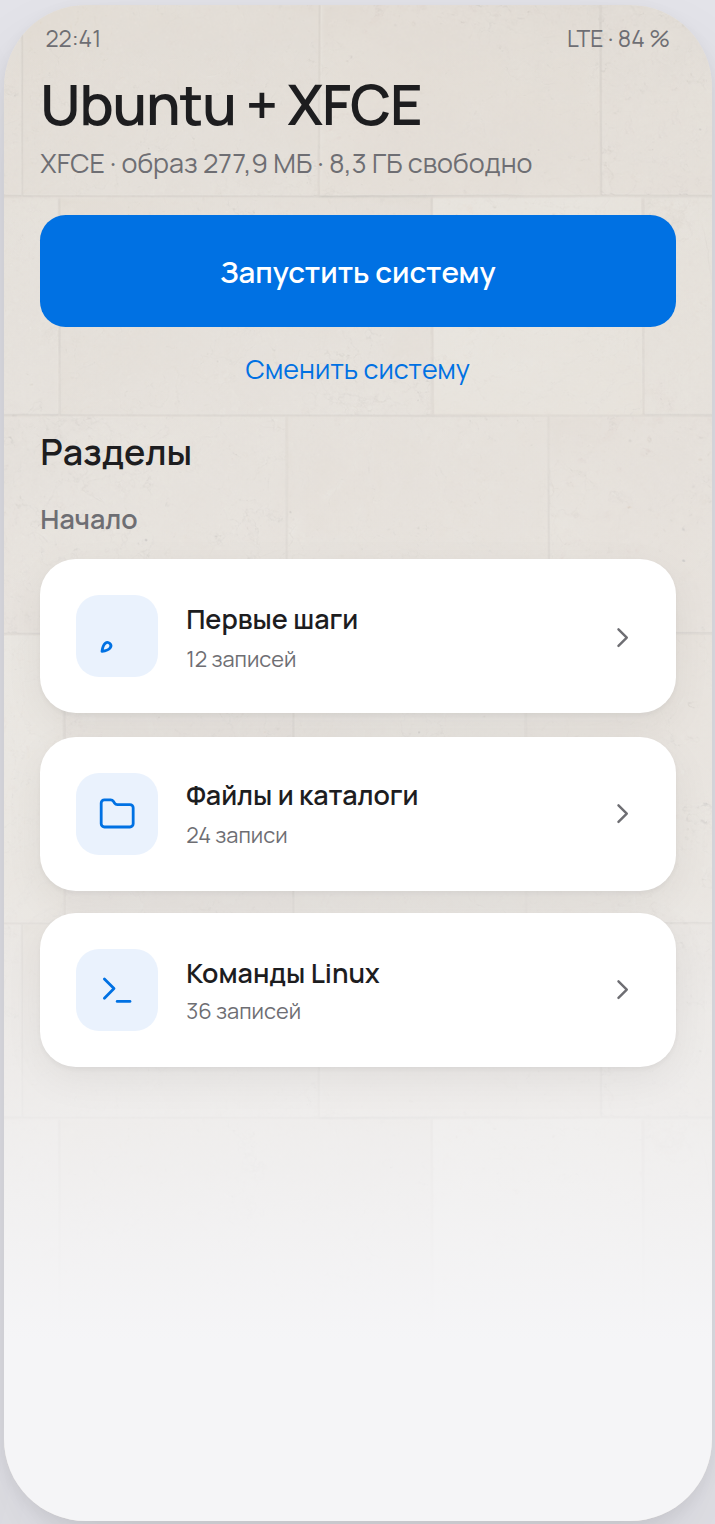 22:41 LTE · 84 %
Ubuntu + XFCE
XFCE · образ 277,9 МБ · 8,3 ГБ свободно
Запустить систему
Сменить систему
Разделы
Начало
Первые шаги
12 записей
Файлы и каталоги
24 записи
Команды Linux
36 записей